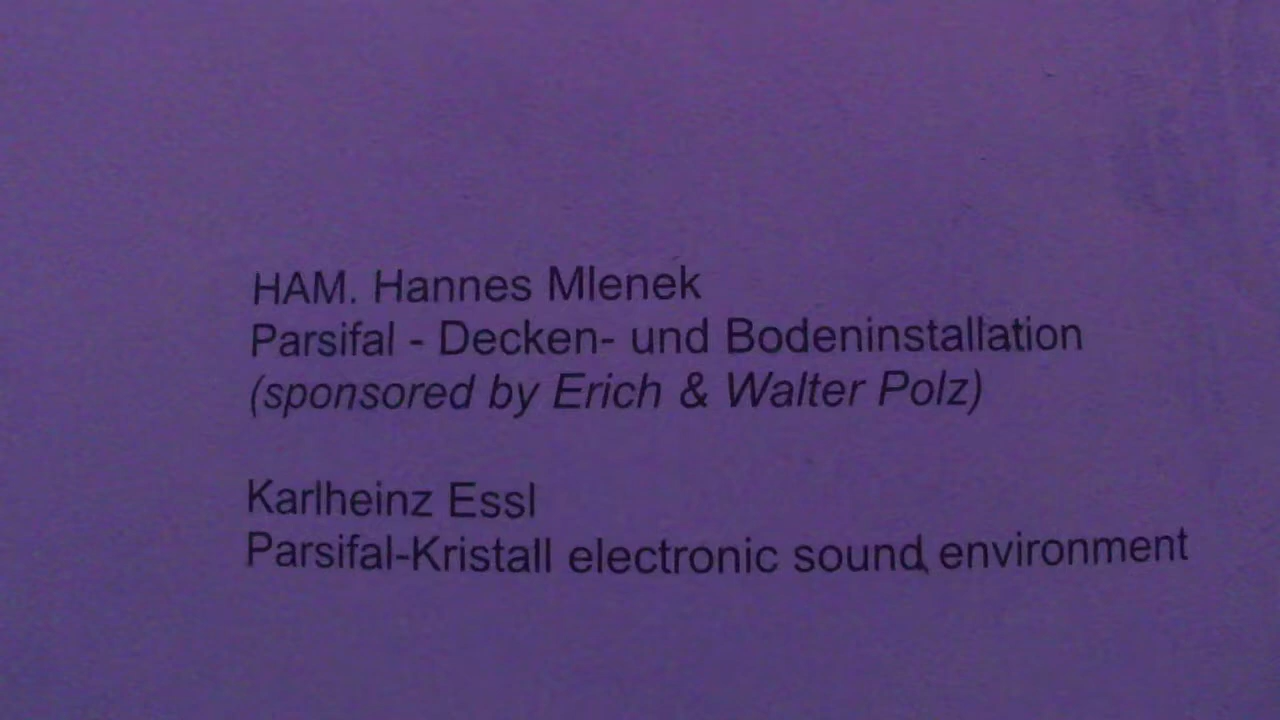 HAM. Hannes Mlenek
Parsifal - Decken- und Bodeninstallation
(sponsored by Erich & Walter Polz)
Karlheinz Essl
Parsifal-Kristall electronic sound environment